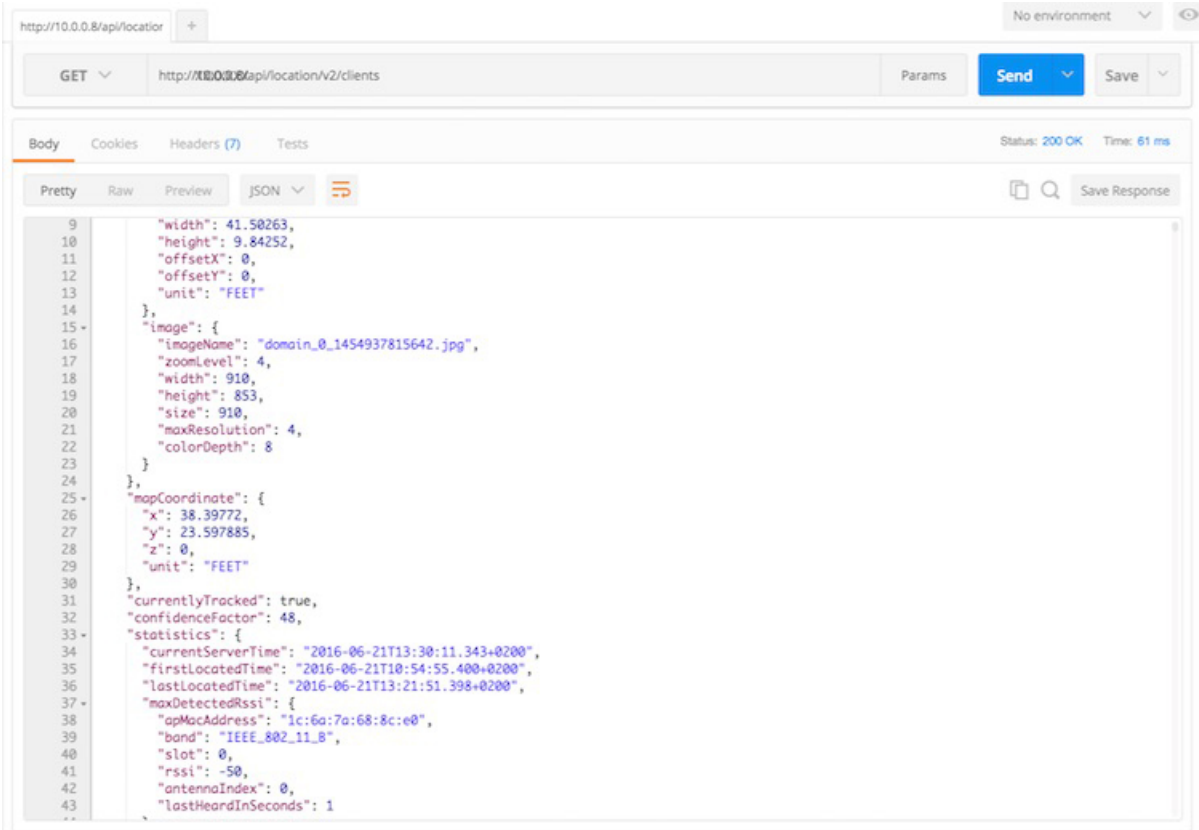 http://10.0.0.8/api/locatior +
No environment
GET http://10.0.0.8/api/location/v2/clients Params Send Save
Body Cookies Headers (7) Tests Status: 200 OK Time: 61 ms
Pretty Raw Preview JSON Save Response
9 "width": 41.50263,
10 "height": 9.84252,
11 "offsetX": 0,
12 "offsetY": 0,
13 "unit": "FEET"
14 },
15 "image": {
16 "imageName": "domain_0_1454937815642.jpg",
17 "zoomLevel": 4,
18 "width": 910,
19 "height": 853,
20 "size": 910,
21 "maxResolution": 4,
22 "colorDepth": 8
23 }
24 },
25 "mapCoordinate": {
26 "x": 38.39772,
27 "y": 23.597885,
28 "z": 0,
29 "unit": "FEET"
30 },
31 "currentlyTracked": true,
32 "confidenceFactor": 48,
33 "statistics": {
34 "currentServerTime": "2016-06-21T13:30:11.343+0200",
35 "firstLocatedTime": "2016-06-21T10:54:55.400+0200",
36 "lastLocatedTime": "2016-06-21T13:21:51.398+0200",
37 "maxDetectedRssi": {
38 "apMacAddress": "1c:6a:7a:68:8c:e0",
39 "band": "IEEE_802_11_B",
40 "slot": 0,
41 "rssi": -50,
42 "antennaIndex": 0,
43 "lastHeardInSeconds": 1